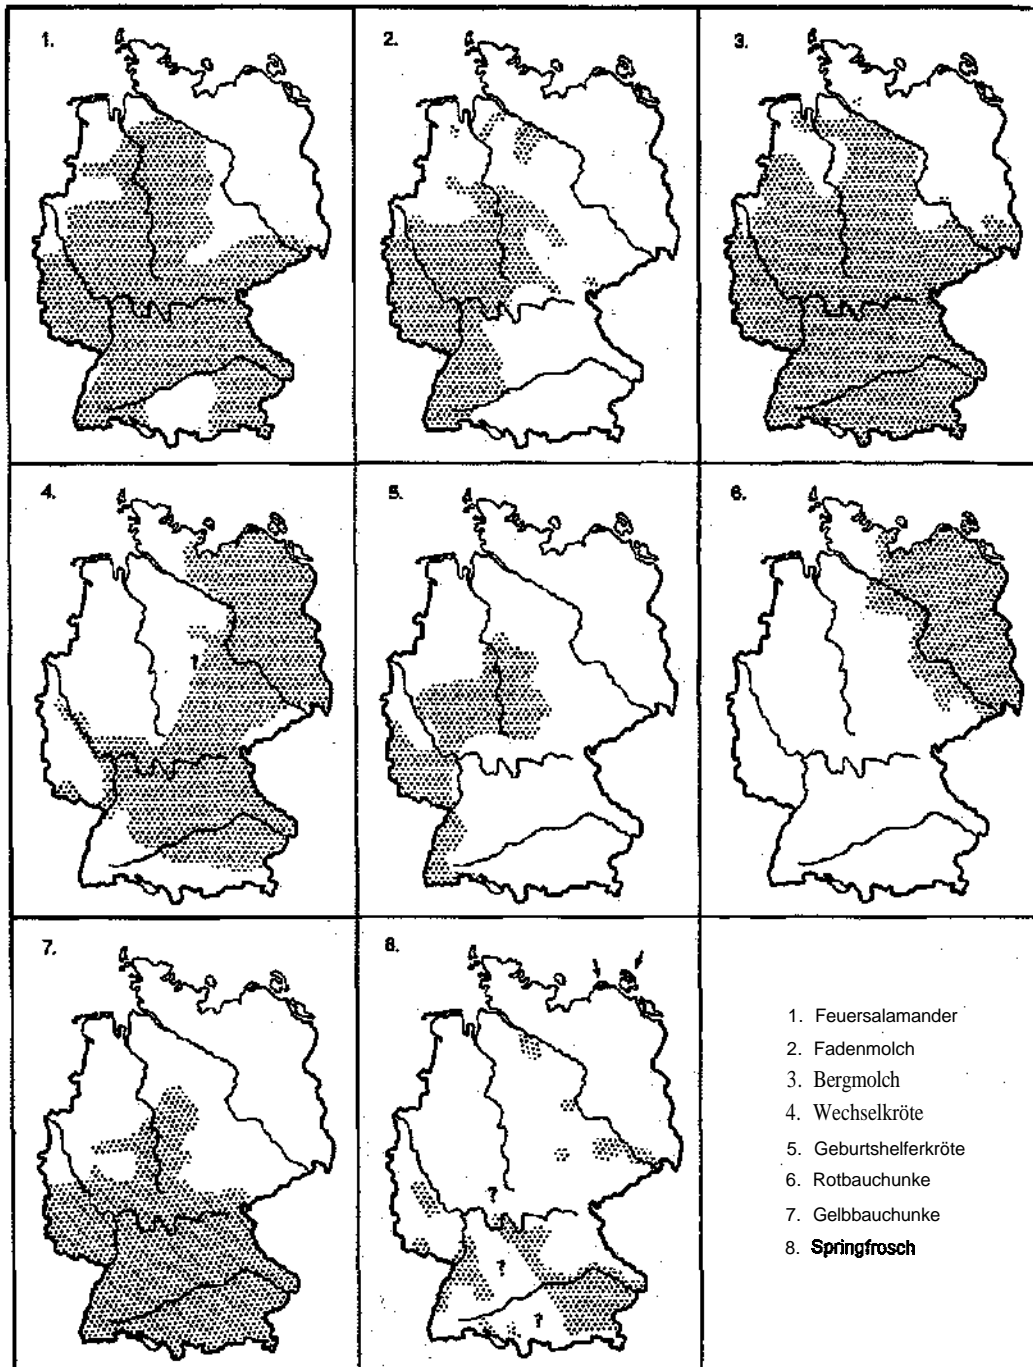 1.
2.
3.
4.
?
5.
6.
7.
8.
?
?
?
1. Feuersalamander
2. Fadenmolch
3. Bergmolch
4. Wechselkröte
5. Geburtshelferkröte
6. Rotbauchunke
7. Gelbbauchunke
8. Springfrosch